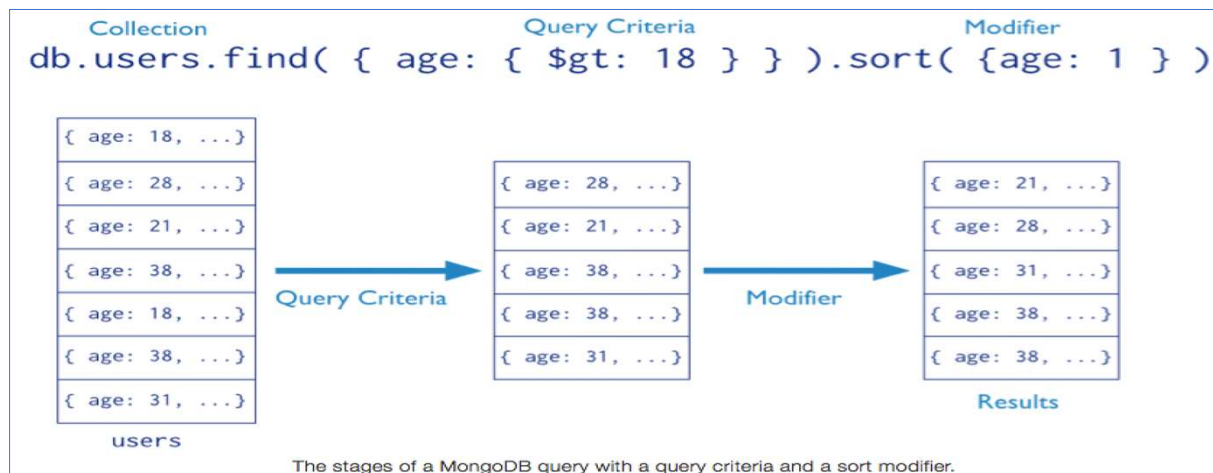 Collection Query Criteria Modifier
db.users.find( { age: { $gt: 18 } } ).sort( {age: 1 } )
{ age: 18, ...}
{ age: 28, ...}
{ age: 21, ...}
{ age: 38, ...}
{ age: 18, ...}
{ age: 38, ...}
{ age: 31, ...}
users
Query Criteria
{ age: 28, ...}
{ age: 21, ...}
{ age: 38, ...}
{ age: 38, ...}
{ age: 31, ...}
Modifier
{ age: 21, ...}
{ age: 28, ...}
{ age: 31, ...}
{ age: 38, ...}
{ age: 38, ...}
Results
The stages of a MongoDB query with a query criteria and a sort modifier.